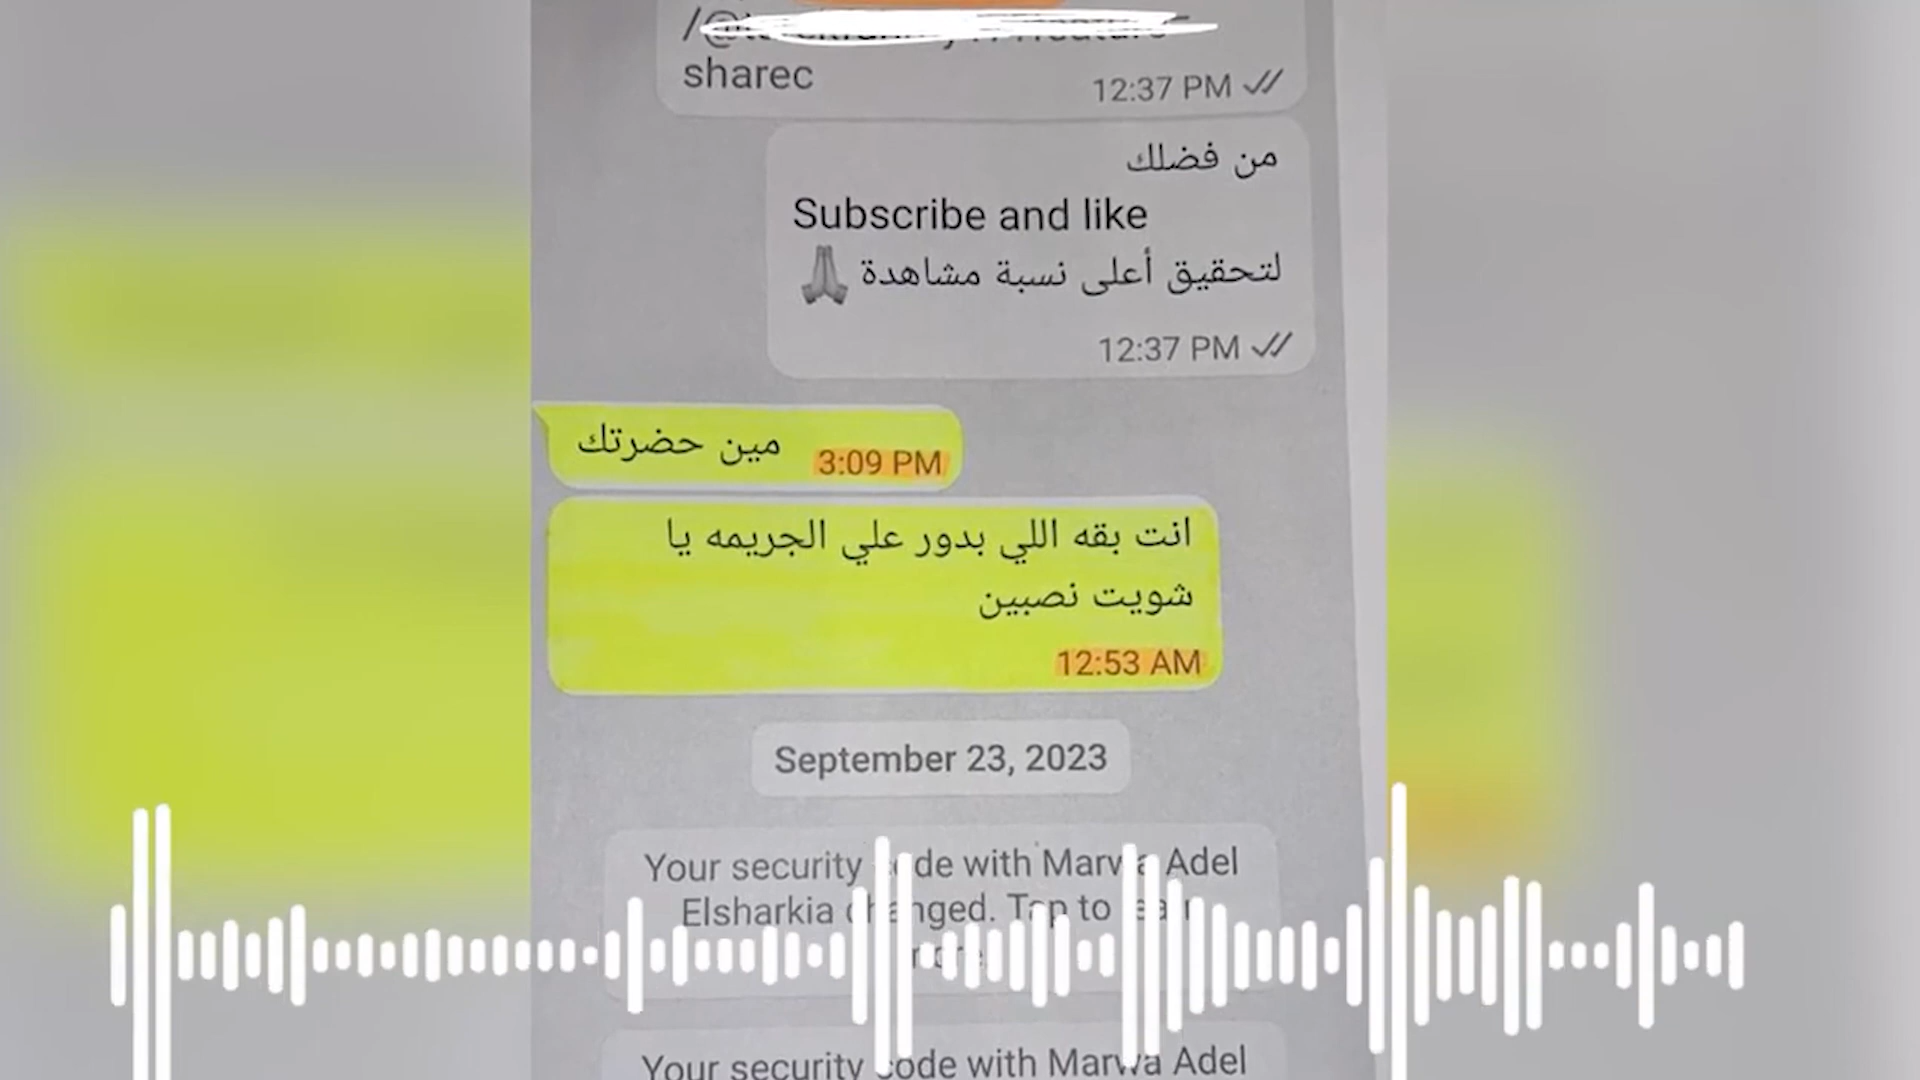 sharec
12:37 PM
من فضلك
Subscribe and like
لتحقيق أعلى نسبة مشاهدة 🙏
12:37 PM
مين حضرتك
3:09 PM
انت بقه اللي بدور علي الجريمه يا
شويت نصبين
12:53 AM
September 23, 2023
Your security code with Marwa Adel
Elsharkia changed. Tap to learn
more.
Your security code with Marwa Adel